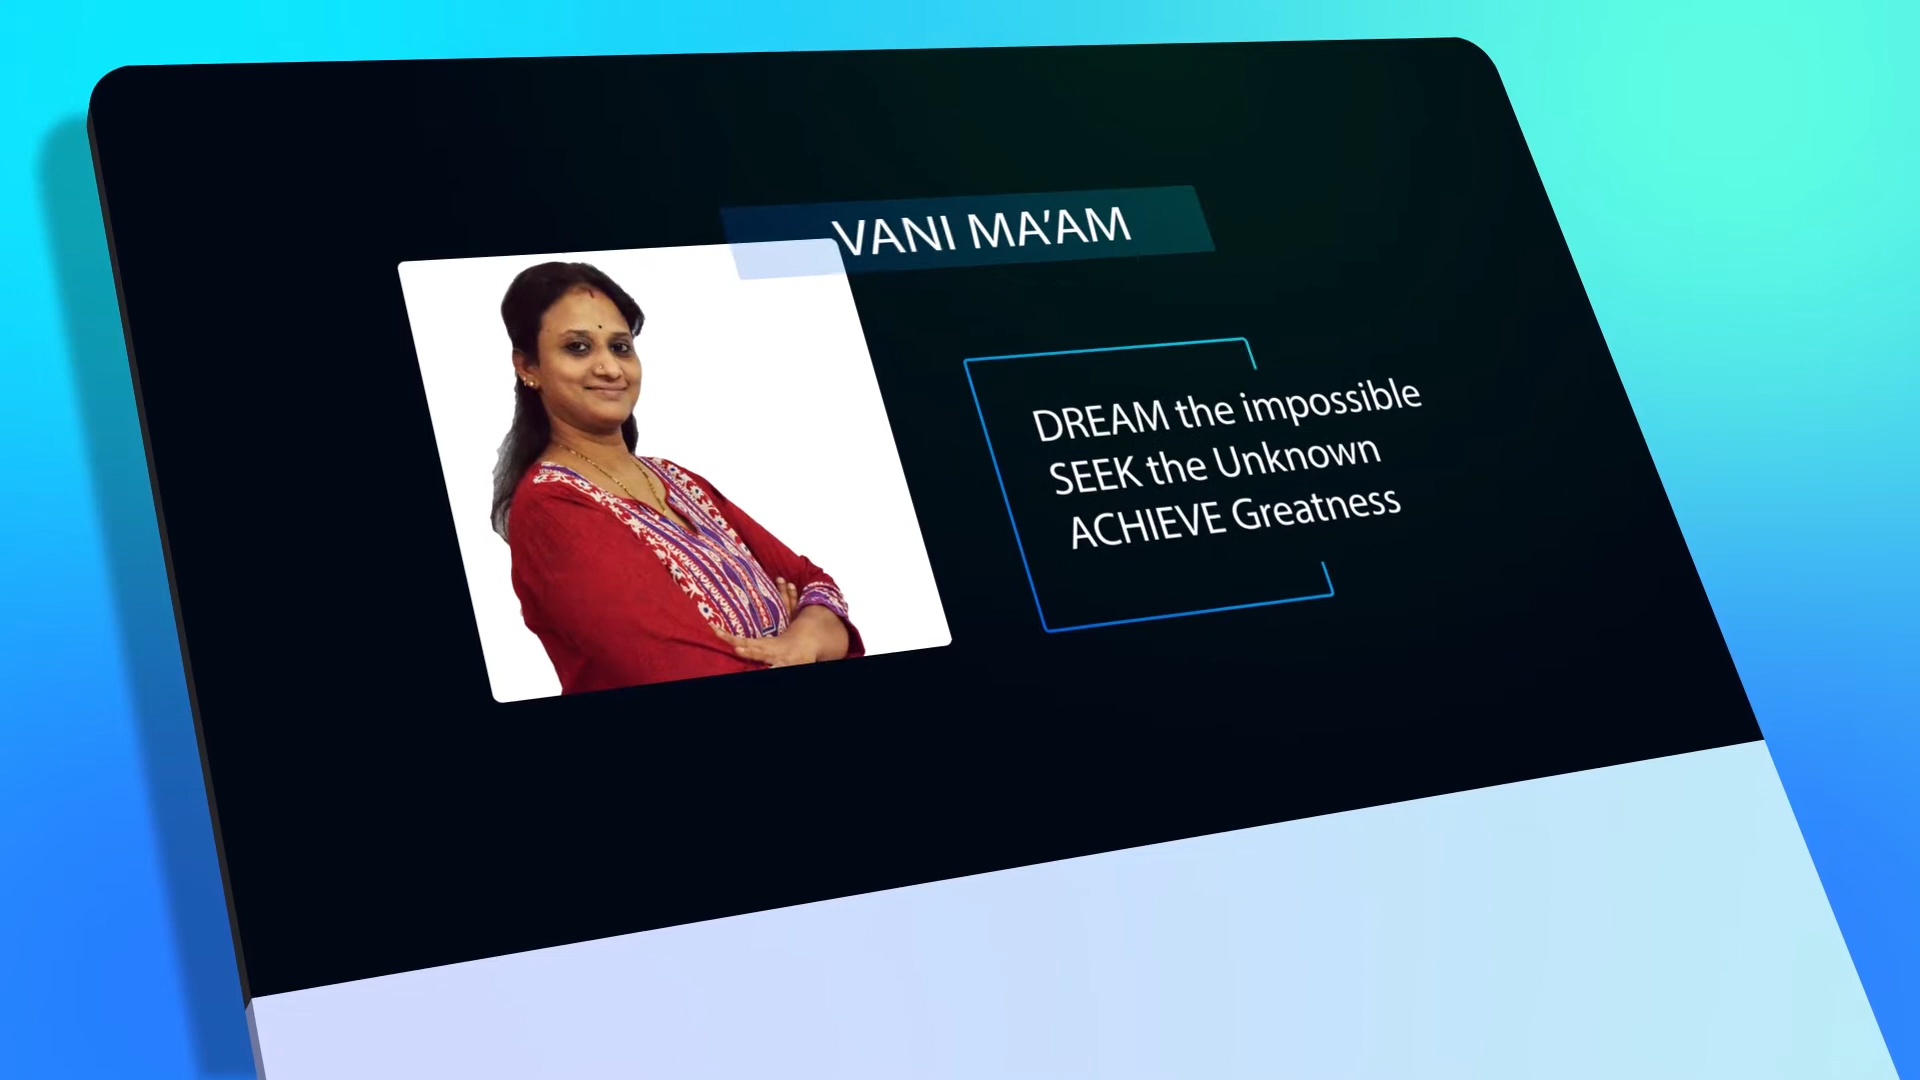 VANI MA'AM
DREAM the impossible
SEEK the Unknown
ACHIEVE Greatness